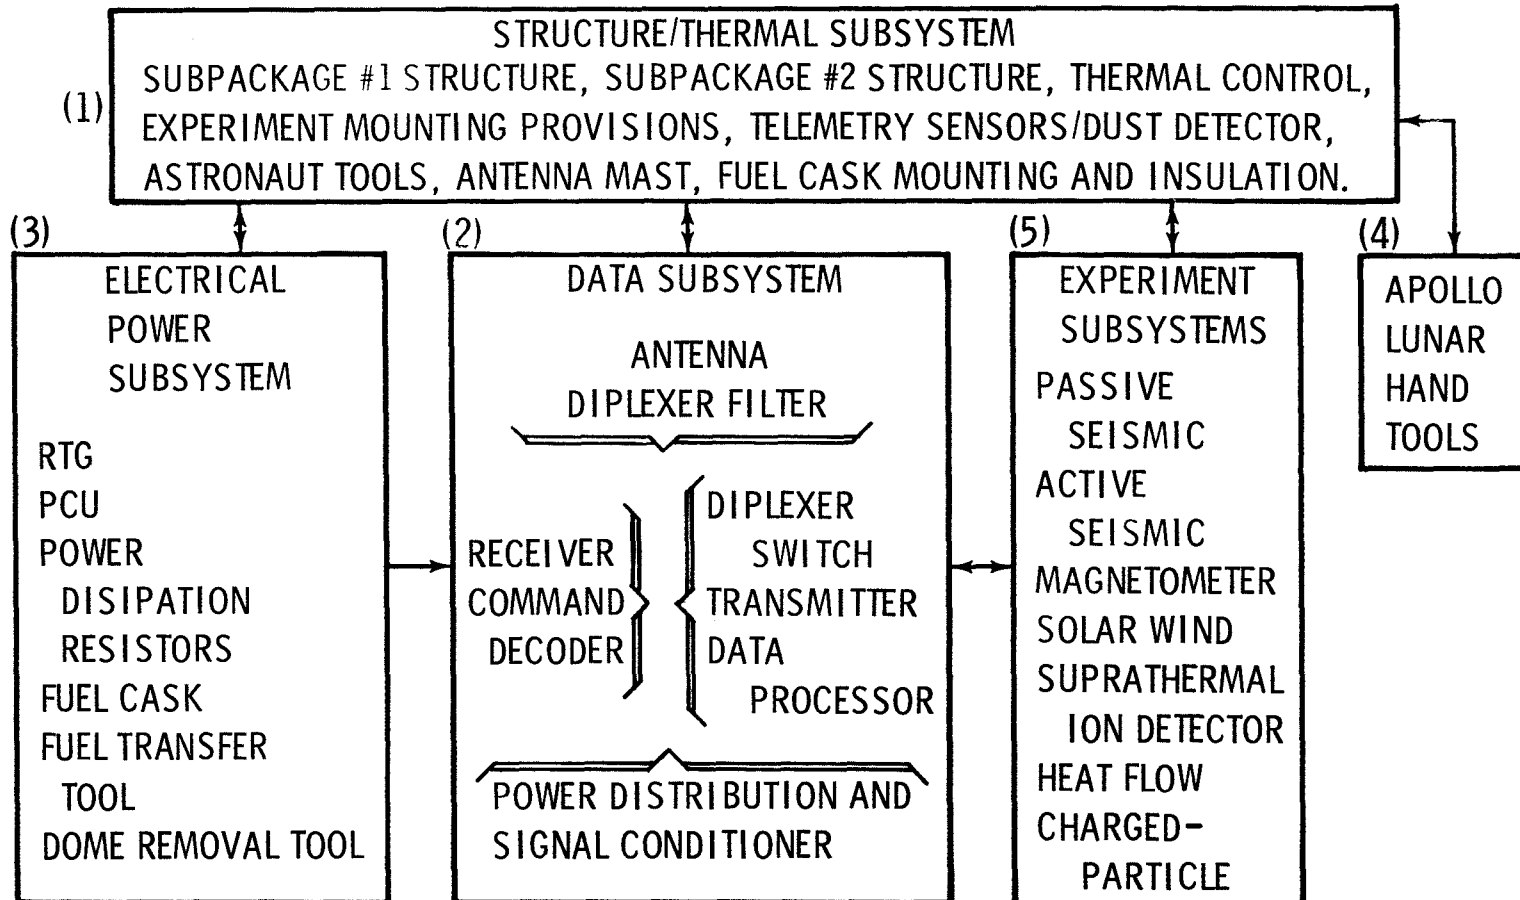 (1)
STRUCTURE/THERMAL SUBSYSTEM
SUBPACKAGE #1 STRUCTURE, SUBPACKAGE #2 STRUCTURE, THERMAL CONTROL,
EXPERIMENT MOUNTING PROVISIONS, TELEMETRY SENSORS/DUST DETECTOR,
ASTRONAUT TOOLS, ANTENNA MAST, FUEL CASK MOUNTING AND INSULATION.
(3)
ELECTRICAL
POWER
SUBSYSTEM
RTG
PCU
POWER
DISIPATION
RESISTORS
FUEL CASK
FUEL TRANSFER
TOOL
DOME REMOVAL TOOL
(2)
DATA SUBSYSTEM
ANTENNA
DIPLEXER FILTER
RECEIVER
COMMAND
DECODER
DIPLEXER
SWITCH
TRANSMITTER
DATA
PROCESSOR
POWER DISTRIBUTION AND
SIGNAL CONDITIONER
(5)
EXPERIMENT
SUBSYSTEMS
PASSIVE
SEISMIC
ACTIVE
SEISMIC
MAGNETOMETER
SOLAR WIND
SUPRATHERMAL
ION DETECTOR
HEAT FLOW
CHARGED-
PARTICLE
(4)
APOLLO
LUNAR
HAND
TOOLS